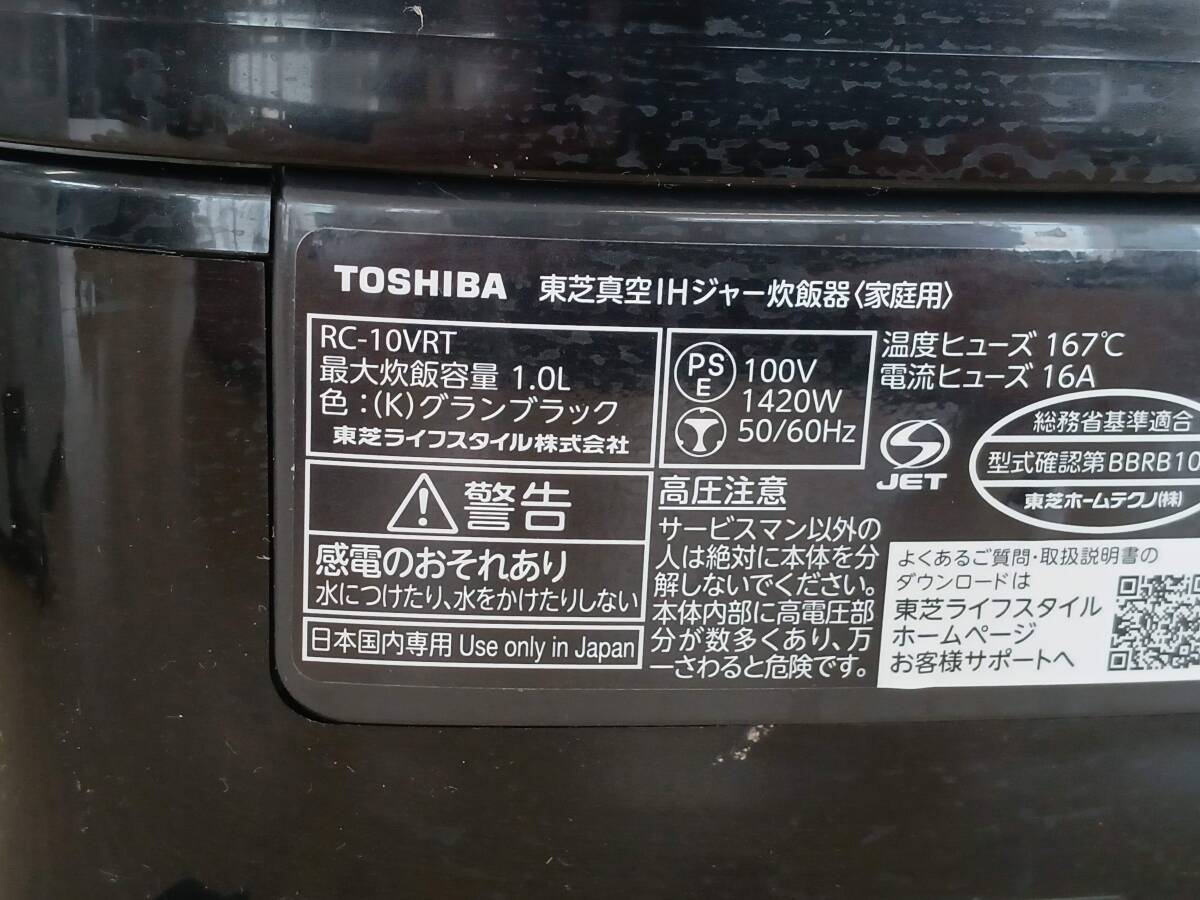 TOSHIBA 東芝真空IHジャー炊飯器〈家庭用〉
RC-10VRT
最大炊飯容量 1.0L
色：(K)グランブラック
東芝ライフスタイル株式会社
PS
E
100V
1420W
50/60Hz
温度ヒューズ 167℃
電流ヒューズ 16A
JET
総務省基準適合
型式確認第BBRB10
東芝ホームテクノ(株)
警告
感電のおそれあり
水につけたり、水をかけたりしない
日本国内専用 Use only in Japan
高圧注意
サービスマン以外の
人は絶対に本体を分
解しないでください。
本体内部に高電圧部
分が数多くあり、万
一さわると危険です。
よくあるご質問・取扱説明書の
ダウンロードは
東芝ライフスタイル
ホームページ
お客様サポートへ